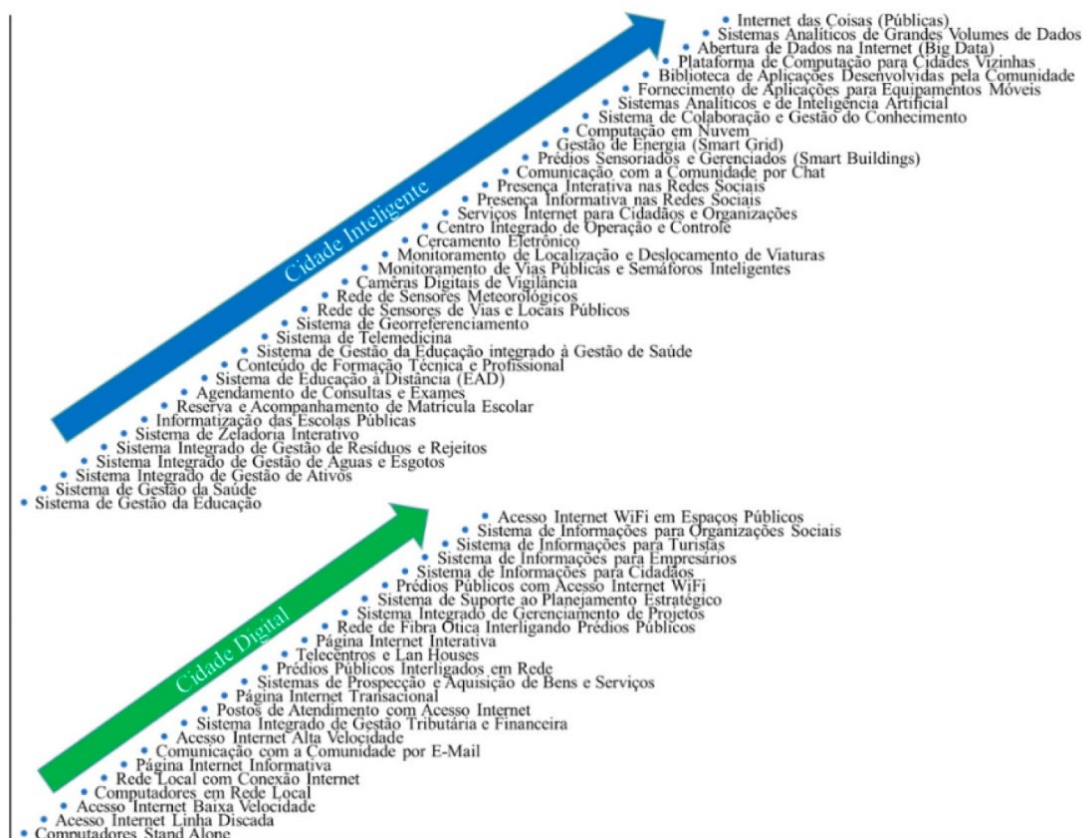 Internet das Coisas (Públicas)
Sistemas Analíticos de Grandes Volumes de Dados
Abertura de Dados na Internet (Big Data)
Plataforma de Computação para Cidades Vizinhas
Biblioteca de Aplicações Desenvolvidas pela Comunidade
Fornecimento de Aplicações para Equipamentos Móveis
Sistemas Analíticos e de Inteligência Artificial
Sistema de Colaboração e Gestão do Conhecimento
Computação em Nuvem
Gestão de Energia (Smart Grid)
Prédios Sensoriados e Gerenciados (Smart Buildings)
Comunicação com a Comunidade por Chat
Presença Interativa nas Redes Sociais
Presença Informativa nas Redes Sociais
Serviços Internet para Cidadãos e Organizações
Centro Integrado de Operação e Controle
Cercamento Eletrônico
Monitoramento de Localização e Deslocamento de Viaturas
Monitoramento de Vias Públicas e Semáforos Inteligentes
Camêras Digitais de Vigilância
Rede de Sensores Meteorológicos
Rede de Sensores de Vias e Locais Públicos
Sistema de Georreferenciamento
Sistema de Telemedicina
Sistema de Gestão da Educação integrado à Gestão de Saúde
Conteúdo de Formação Técnica e Profissional
Sistema de Educação à Distância (EAD)
Agendamento de Consultas e Exames
Reserva e Acompanhamento de Matrícula Escolar
Informatização das Escolas Públicas
Sistema de Zeladoria Interativo
Sistema Integrado de Gestão de Resíduos e Rejeitos
Sistema Integrado de Gestão de Águas e Esgotos
Sistema Integrado de Gestão de Ativos
Sistema de Gestão da Saúde
Sistema de Gestão da Educação
Cidade Inteligente
Acesso Internet WiFi em Espaços Públicos
Sistema de Informações para Organizações Sociais
Sistema de Informações para Turistas
Sistema de Informações para Empresários
Sistema de Informações para Cidadãos
Prédios Públicos com Acesso Internet WiFi
Sistema de Suporte ao Planejamento Estratégico
Sistema Integrado de Gerenciamento de Projetos
Rede de Fibra Ótica Interligando Prédios Públicos
Página Internet Interativa
Telecentros e Lan Houses
Prédios Públicos Interligados em Rede
Sistemas de Prospecção e Aquisição de Bens e Serviços
Página Internet Transacional
Postos de Atendimento com Acesso Internet
Sistema Integrado de Gestão Tributária e Financeira
Acesso Internet Alta Velocidade
Comunicação com a Comunidade por E-Mail
Página Internet Informativa
Rede Local com Conexão Internet
Computadores em Rede Local
Acesso Internet Baixa Velocidade
Acesso Internet Linha Discada
Computadores Stand Alone
Cidade Digital